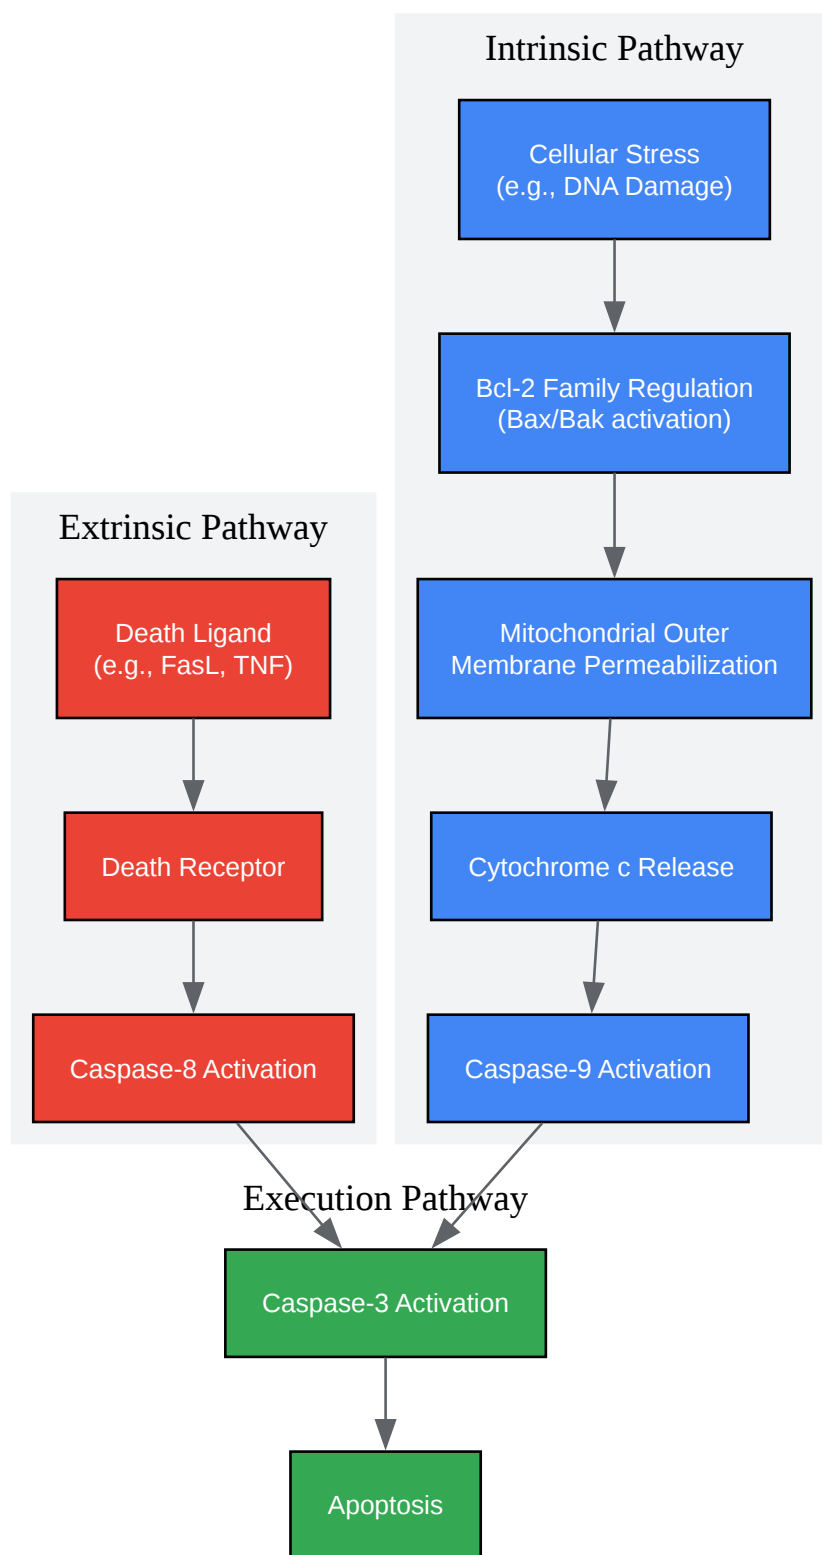 Intrinsic Pathway
Cellular Stress
(e.g., DNA Damage)
Bcl-2 Family Regulation
(Bax/Bak activation)
Mitochondrial Outer
Membrane Permeabilization
Cytochrome c Release
Caspase-9 Activation
Extrinsic Pathway
Death Ligand
(e.g., FasL, TNF)
Death Receptor
Caspase-8 Activation
Execution Pathway
Caspase-3 Activation
Apoptosis